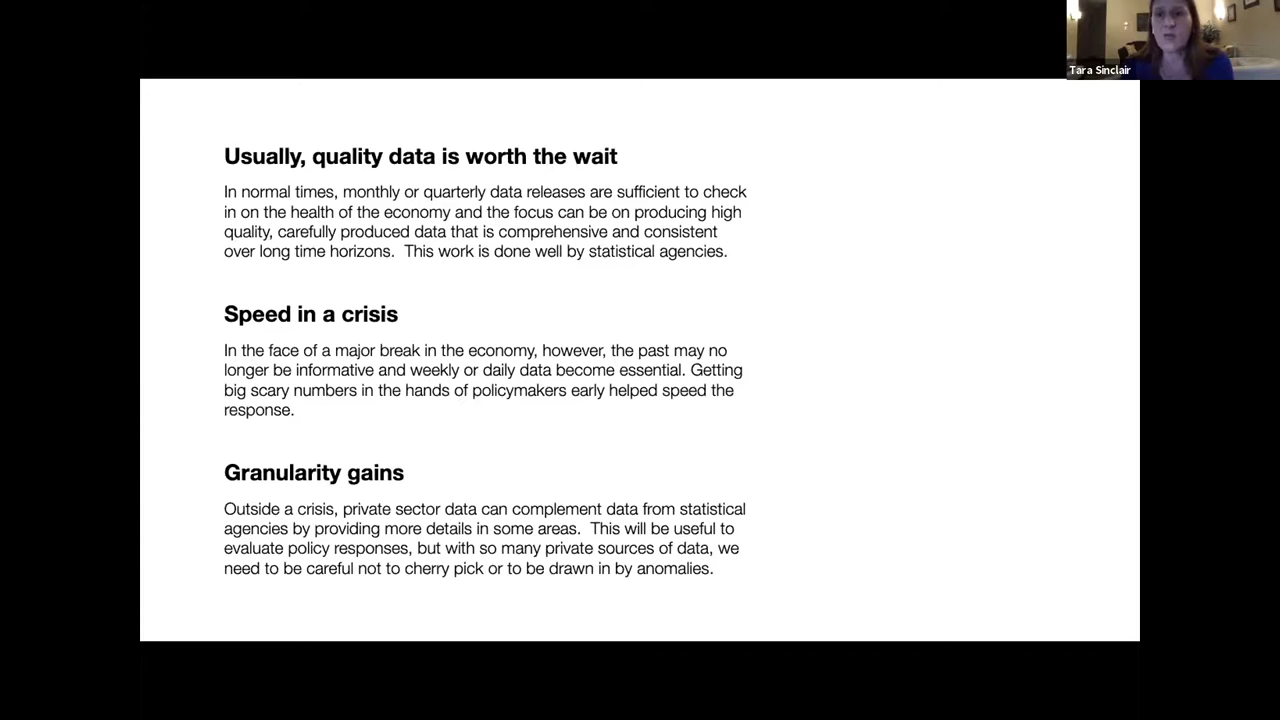 Tara Sinclair
Usually, quality data is worth the wait
In normal times, monthly or quarterly data releases are sufficient to check
in on the health of the economy and the focus can be on producing high
quality, carefully produced data that is comprehensive and consistent
over long time horizons.  This work is done well by statistical agencies.
Speed in a crisis
In the face of a major break in the economy, however, the past may no
longer be informative and weekly or daily data become essential. Getting
big scary numbers in the hands of policymakers early helped speed the
response.
Granularity gains
Outside a crisis, private sector data can complement data from statistical
agencies by providing more details in some areas.  This will be useful to
evaluate policy responses, but with so many private sources of data, we
need to be careful not to cherry pick or to be drawn in by anomalies.